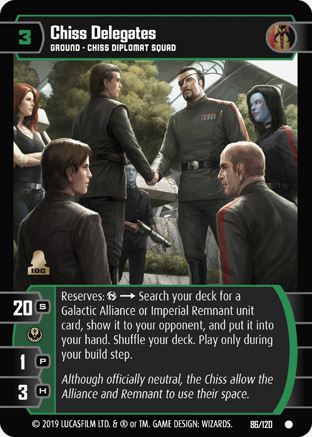 3
Chiss Delegates
GROUND - CHISS DIPLOMAT SQUAD
IDC
20 S
1 P
3 H
Reserves: → Search your deck for a
Galactic Alliance or Imperial Remnant unit
card, show it to your opponent, and put it into
your hand. Shuffle your deck. Play only during
your build step.
Although officially neutral, the Chiss allow the
Alliance and Remnant to use their space.
© 2019 LUCASFILM LTD. & ® or TM. GAME DESIGN: WIZARDS.
86/120